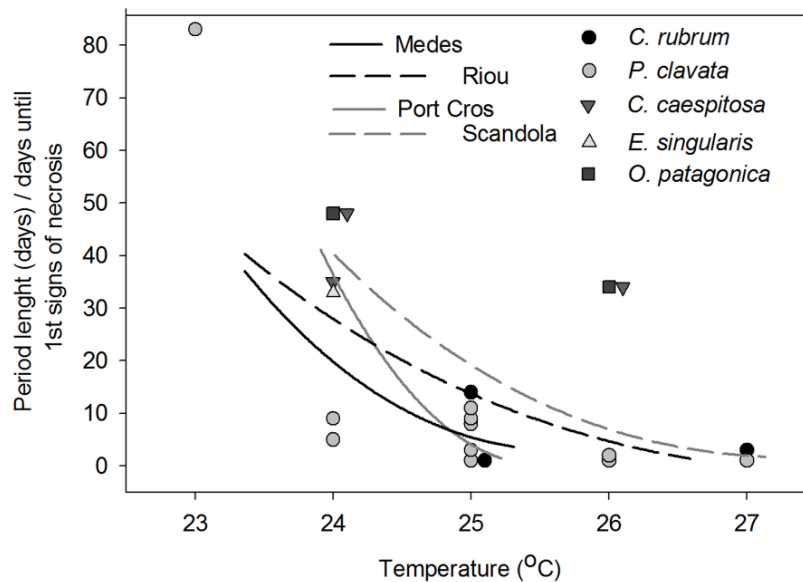 Period lenght (days) / days until
1st signs of necrosis
80
70
60
50
40
30
20
10
0
Medes
Riou
Port Cros
Scandola
C. rubrum
P. clavata
C. caespitosa
E. singularis
O. patagonica
23 24 25 26 27
Temperature (°C)